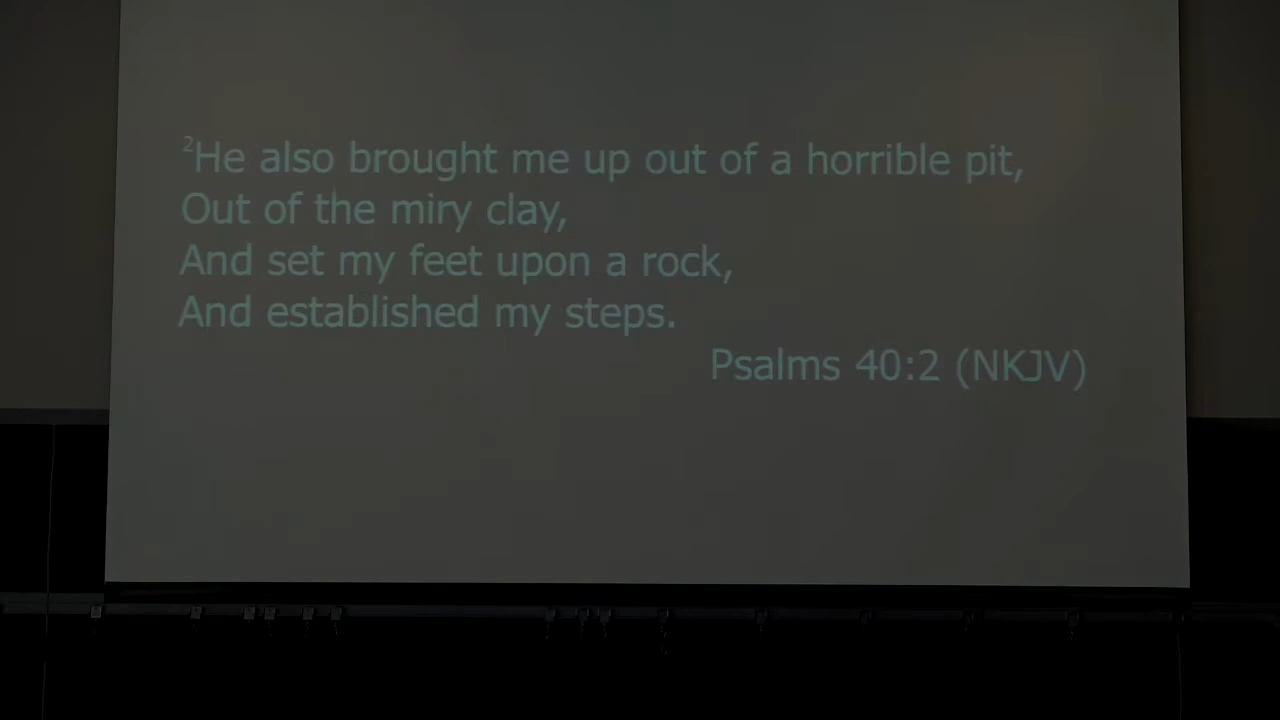 ²He also brought me up out of a horrible pit,
Out of the miry clay,
And set my feet upon a rock,
And established my steps.
Psalms 40:2 (NKJV)